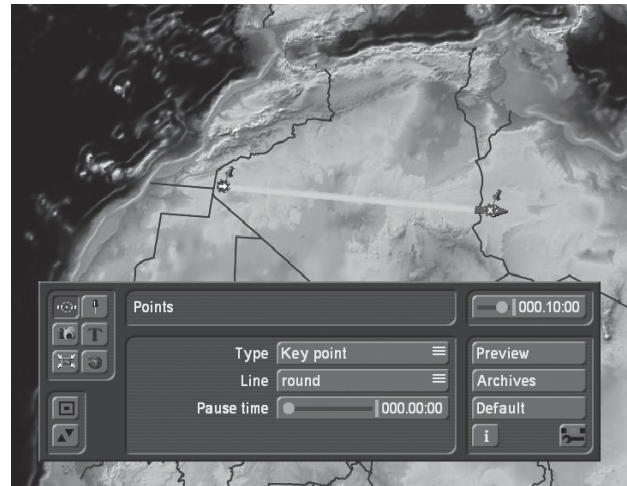 Points
000.10:00
Type Key point
Line round
Pause time 000.00:00
Preview
Archives
Default
i
T